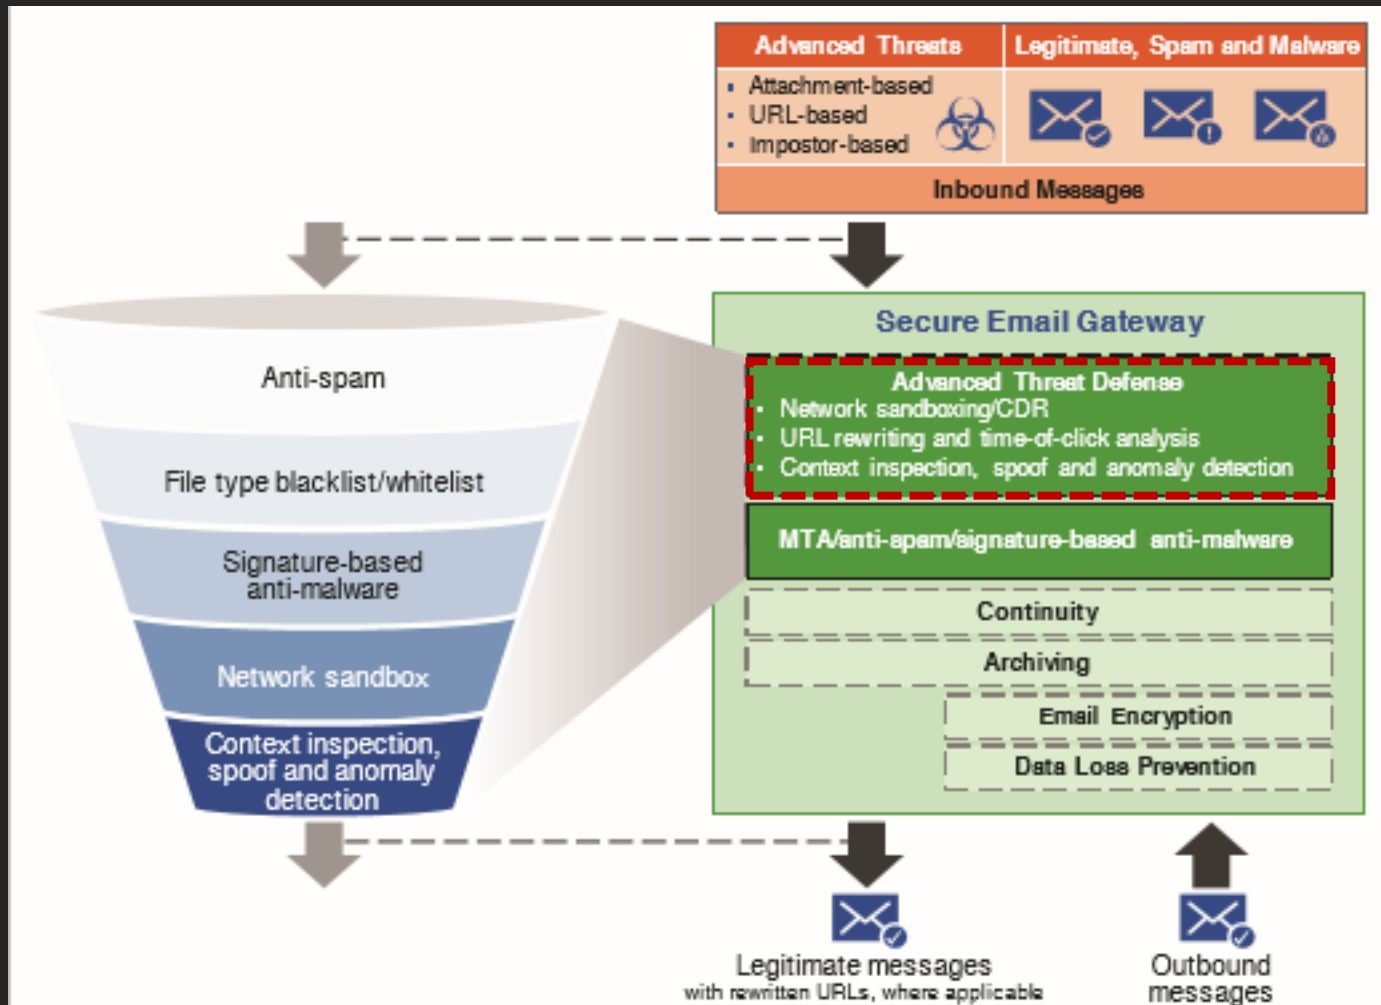 Advanced Threats
Legitimate, Spam and Malware
Attachment-based
URL-based
Impostor-based
Inbound Messages
Anti-spam
File type blacklist/whitelist
Signature-based
anti-malware
Network sandbox
Context inspection,
spoof and anomaly
detection
Secure Email Gateway
Advanced Threat Defense
Network sandboxing/CDR
URL rewriting and time-of-click analysis
Context inspection, spoof and anomaly detection
MTA/anti-spam/signature-based anti-malware
Continuity
Archiving
Email Encryption
Data Loss Prevention
Legitimate messages
with rewritten URLs, where applicable
Outbound
messages